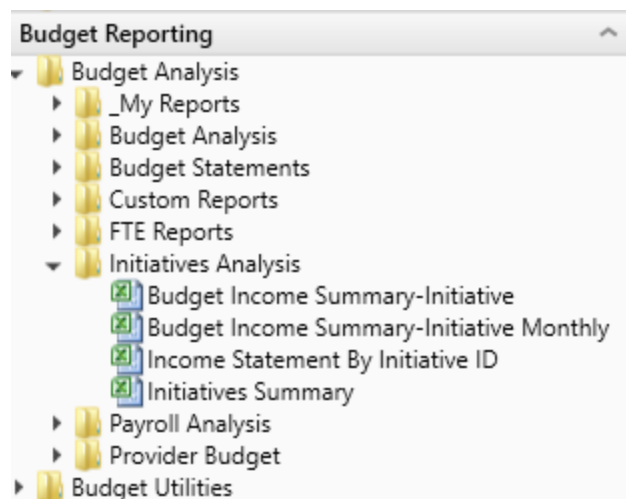 Budget Reporting
Budget Analysis
_My Reports
Budget Analysis
Budget Statements
Custom Reports
FTE Reports
Initiatives Analysis
Budget Income Summary-Initiative
Budget Income Summary-Initiative Monthly
Income Statement By Initiative ID
Initiatives Summary
Payroll Analysis
Provider Budget
Budget Utilities